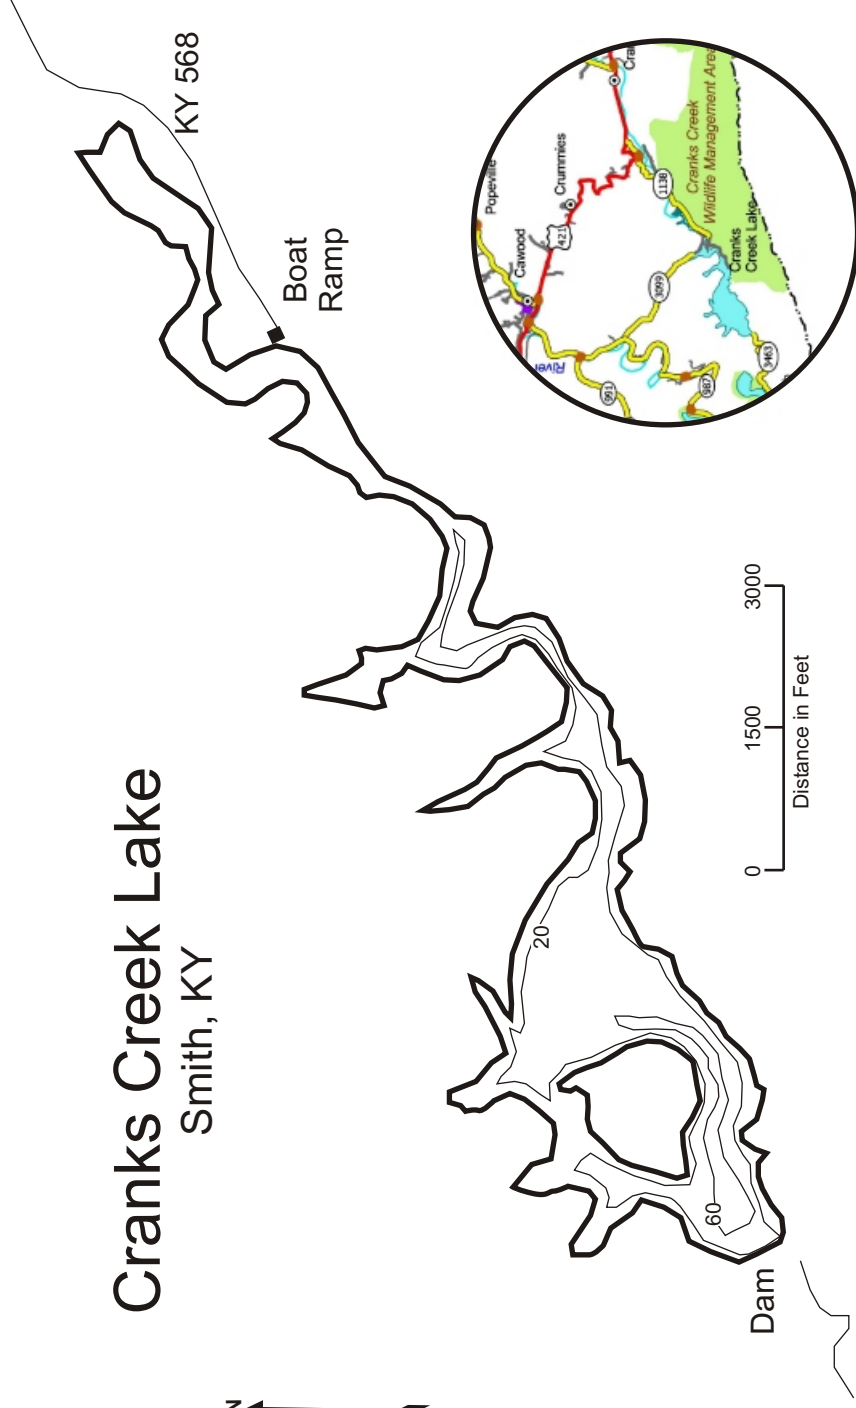 Cranks Creek Lake
Smith, KY
KY 568
Boat
Ramp
20
60
Dam
0
1500
3000
Distance in Feet
N
Popeville
Cawood
Crummies
421
Cra
1138
Cranks Creek
Wildlife Management Area
Cranks
Creek Lake
3099
River
991
987
3463